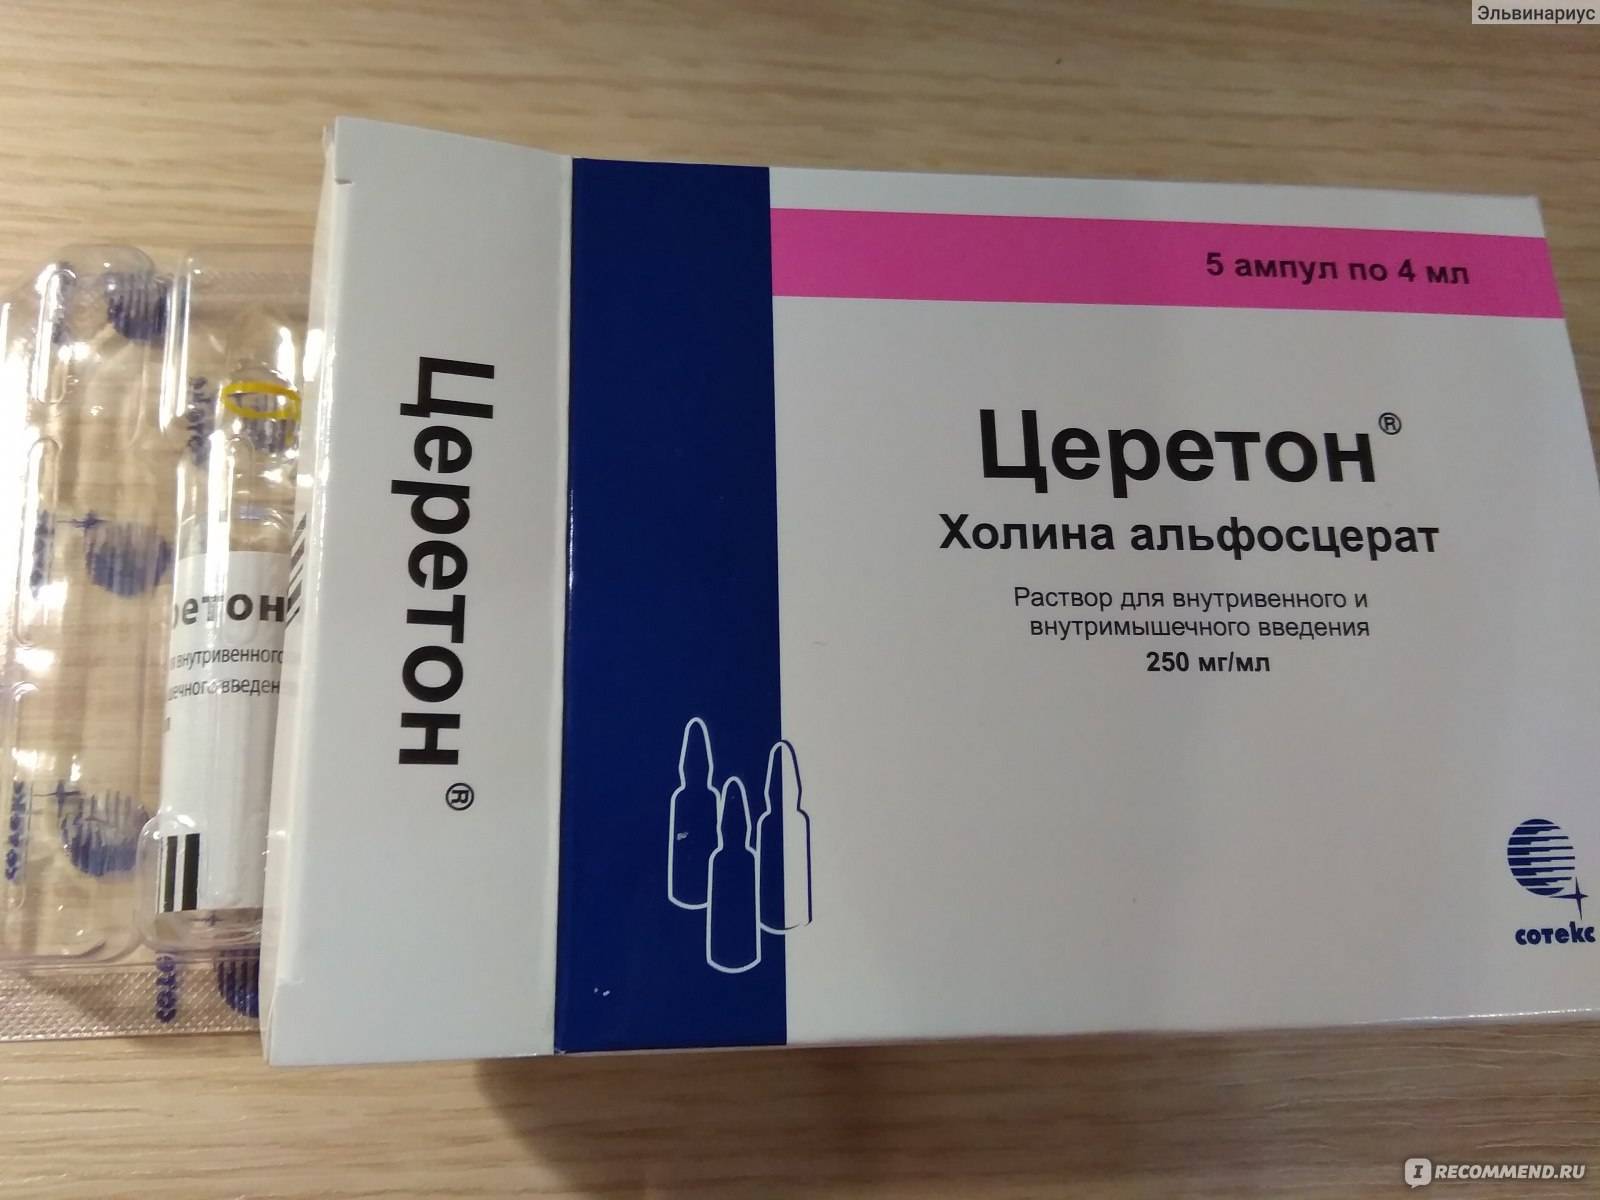 Эльвинариус
5 ампул по 4 мл
Церетон®
Церетон®
Холина альфосцерат
Раствор для внутривенного и
внутримышечного введения
250 мг/мл
сотекс
ретон
внутривенного
введен
сотекс
IRECOMMEND.RU